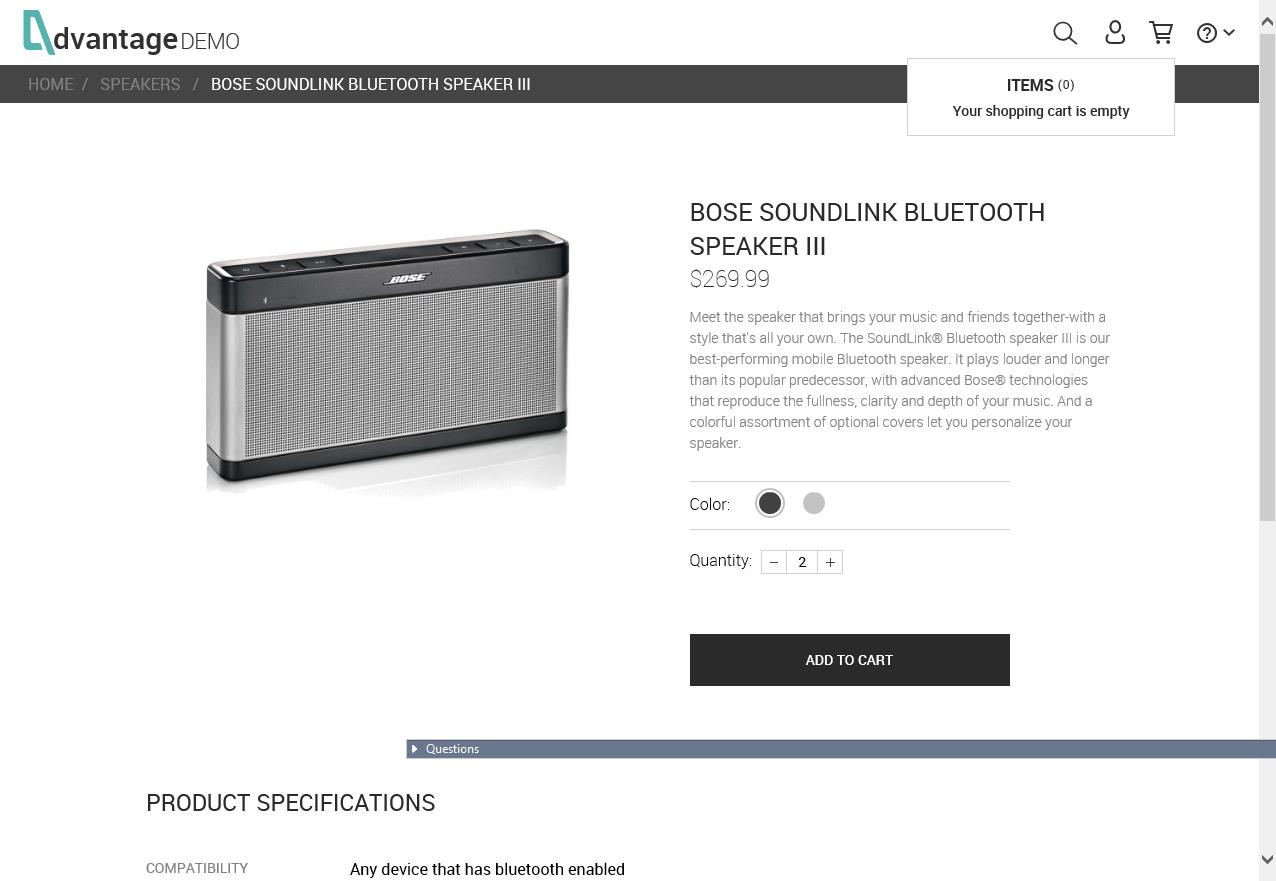 dvantage DEMO
HOME / SPEAKERS / BOSE SOUNDLINK BLUETOOTH SPEAKER III
ITEMS (0)
Your shopping cart is empty
BOSE
BOSE SOUNDLINK BLUETOOTH
SPEAKER III
$269.99
Meet the speaker that brings your music and friends together-with a
style that's all your own. The SoundLink® Bluetooth speaker III is our
best-performing mobile Bluetooth speaker. It plays louder and longer
than its popular predecessor, with advanced Bose® technologies
that reproduce the fullness, clarity and depth of your music. And a
colorful assortment of optional covers let you personalize your
speaker.
Color:
Quantity: − 2 +
ADD TO CART
Questions
PRODUCT SPECIFICATIONS
COMPATIBILITY Any device that has bluetooth enabled